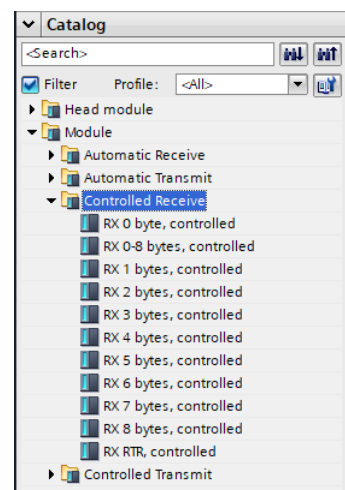 Catalog
<Search>
Filter Profile: <All>
Head module
Module
Automatic Receive
Automatic Transmit
Controlled Receive
RX 0 byte, controlled
RX 0-8 bytes, controlled
RX 1 bytes, controlled
RX 2 bytes, controlled
RX 3 bytes, controlled
RX 4 bytes, controlled
RX 5 bytes, controlled
RX 6 bytes, controlled
RX 7 bytes, controlled
RX 8 bytes, controlled
RX RTR, controlled
Controlled Transmit